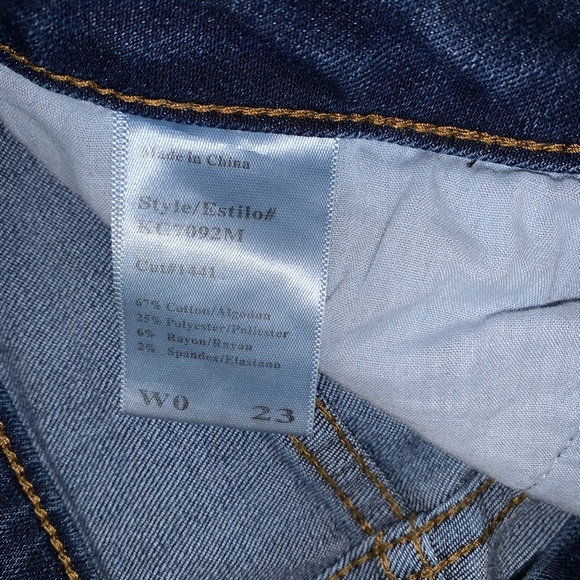 Made in China
Style/Estilo#
KC7092M
Cut#1441
67% Cotton/Algodon
25% Polyester/Poliester
6% Rayon/Rayon
2% Spandex/Elastano
W0 23